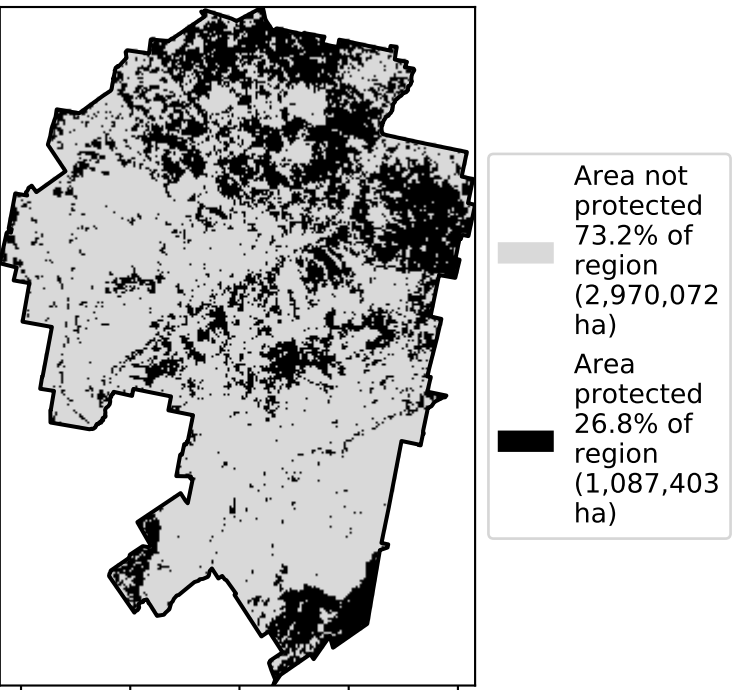 Area not
protected
73.2% of
region
(2,970,072
ha)
Area
protected
26.8% of
region
(1,087,403
ha)